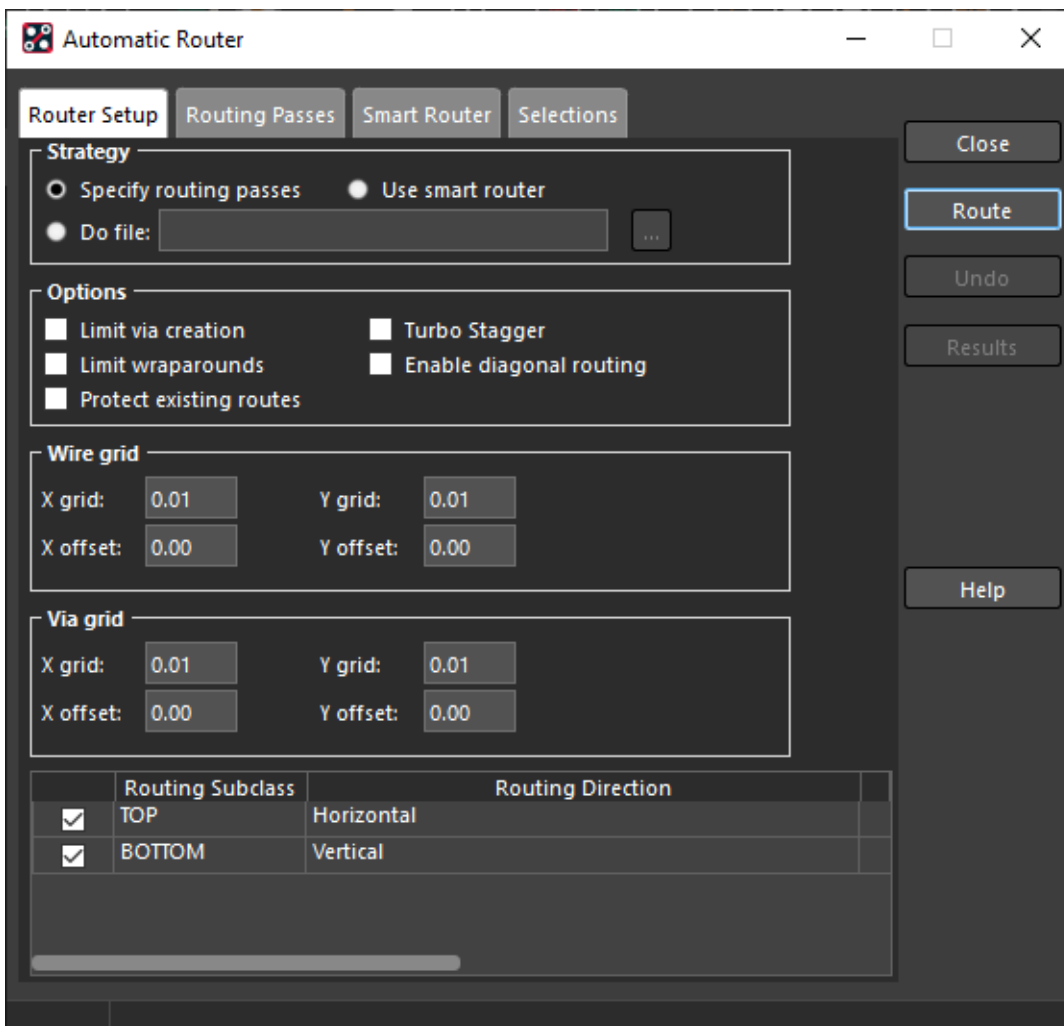 Automatic Router
Router Setup Routing Passes Smart Router Selections
Close
Route
Undo
Results
Help
Strategy
Specify routing passes Use smart router
Do file: ...
Options
Limit via creation Turbo Stagger
Limit wraparounds Enable diagonal routing
Protect existing routes
Wire grid
X grid: 0.01 Y grid: 0.01
X offset: 0.00 Y offset: 0.00
Via grid
X grid: 0.01 Y grid: 0.01
X offset: 0.00 Y offset: 0.00
Routing Subclass Routing Direction
TOP Horizontal
BOTTOM Vertical